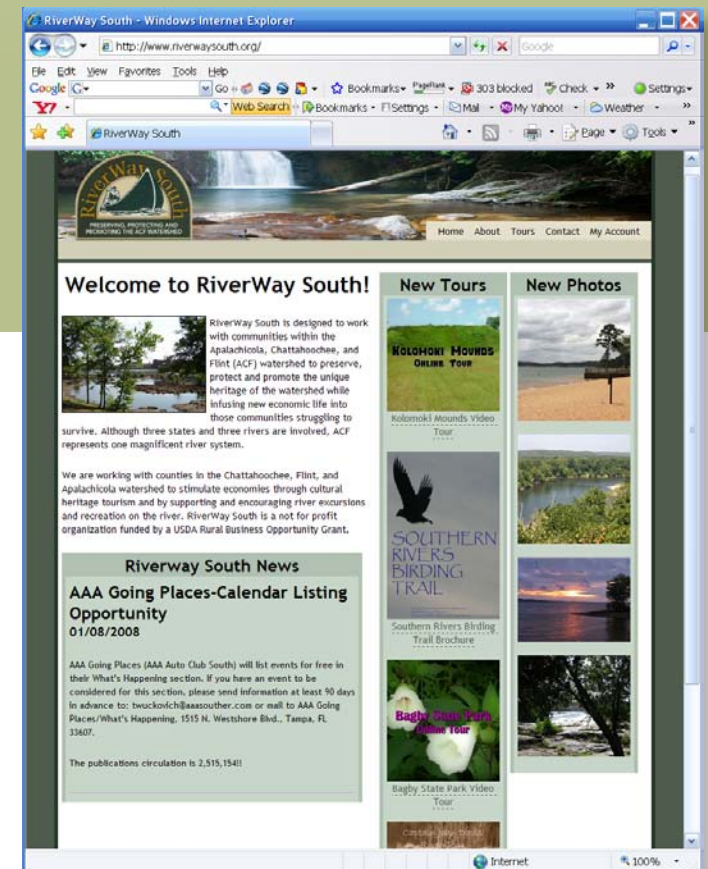 RiverWay South - Windows Internet Explorer
http://www.riverwaysouth.org/
Google
File Edit View Favorites Tools Help
Google G Go Bookmarks PageRank 303 blocked Check » Settings
Y7 Web Search Bookmarks Settings Mail My Yahoo! Weather »
RiverWay South
Page Tools »
RiverWay South
PRESERVING, PROTECTING AND
PROMOTING THE ACF WATERSHED
Home About Tours Contact My Account
Welcome to RiverWay South!
RiverWay South is designed to work
with communities within the
Apalachicola, Chattahoochee, and
Flint (ACF) watershed to preserve,
protect and promote the unique
heritage of the watershed while
infusing new economic life into
those communities struggling to
survive. Although three states and three rivers are involved, ACF
represents one magnificent river system.
We are working with counties in the Chattahoochee, Flint, and
Apalachicola watershed to stimulate economies through cultural
heritage tourism and by supporting and encouraging river excursions
and recreation on the river. RiverWay South is a not for profit
organization funded by a USDA Rural Business Opportunity Grant.
Riverway South News
AAA Going Places-Calendar Listing
Opportunity
01/08/2008
AAA Going Places (AAA Auto Club South) will list events for free in
their What's Happening section. If you have an event to be
considered for this section, please send information at least 90 days
in advance to: twuckovich@aaasouther.com or mail to AAA Going
Places/What's Happening, 1515 N. Westshore Blvd., Tampa, FL
33607.
The publications circulation is 2,515,154!!
New Tours
KOLOMOKI MOUNDS
ONLINE TOUR
Kolomoki Mounds Video
Tour
SOUTHERN
RIVERS
BIRDING
TRAIL
Southern Rivers Birding
Trail Brochure
Bagby State Park
Online Tour
Bagby State Park Video
Tour
New Photos
Internet
100%